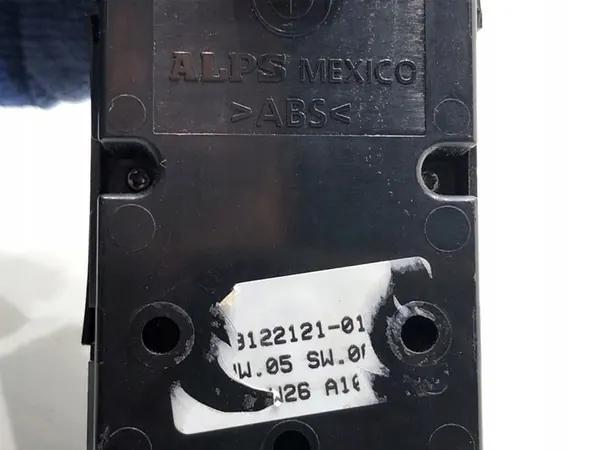 ALPS MEXICO
>ABS<
3122121-01
W.05 SW.0
W26 A1